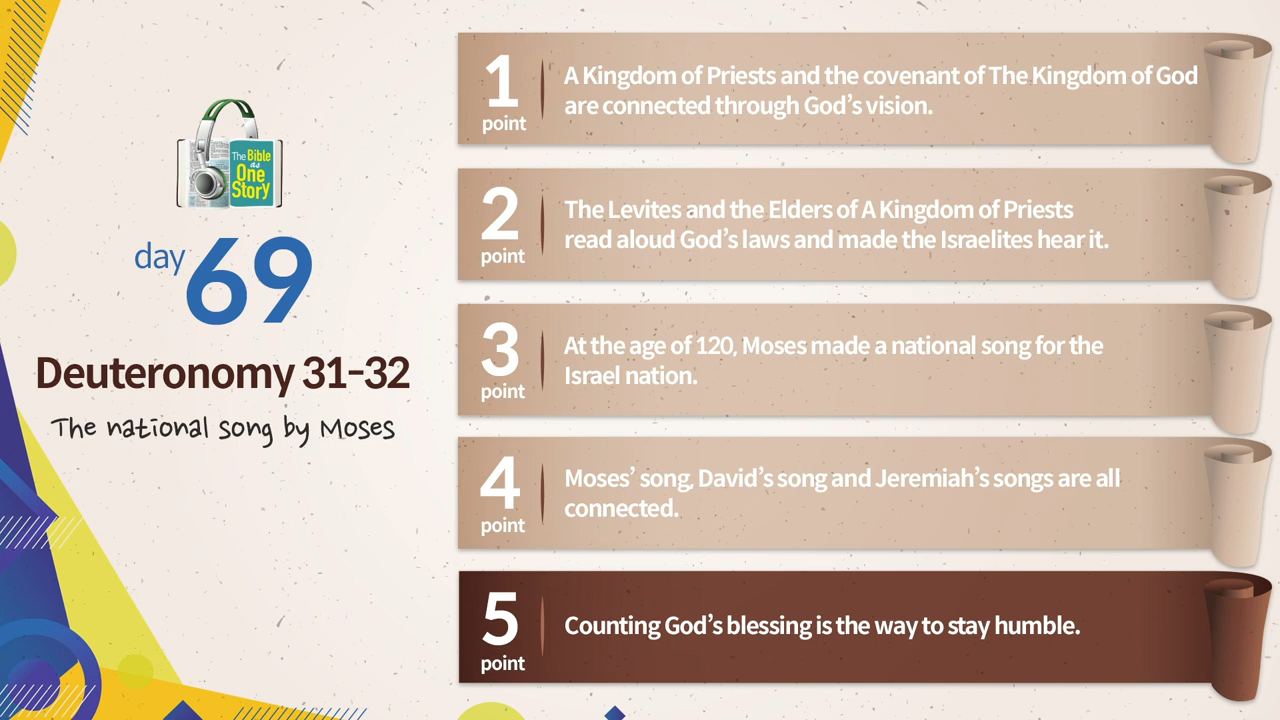 The Bible
as
One
Story
day 69
Deuteronomy 31-32
The national song by Moses
1
point
A Kingdom of Priests and the covenant of The Kingdom of God
are connected through God's vision.
2
point
The Levites and the Elders of A Kingdom of Priests
read aloud God's laws and made the Israelites hear it.
3
point
At the age of 120, Moses made a national song for the
Israel nation.
4
point
Moses' song, David's song and Jeremiah's songs are all
connected.
5
point
Counting God's blessing is the way to stay humble.